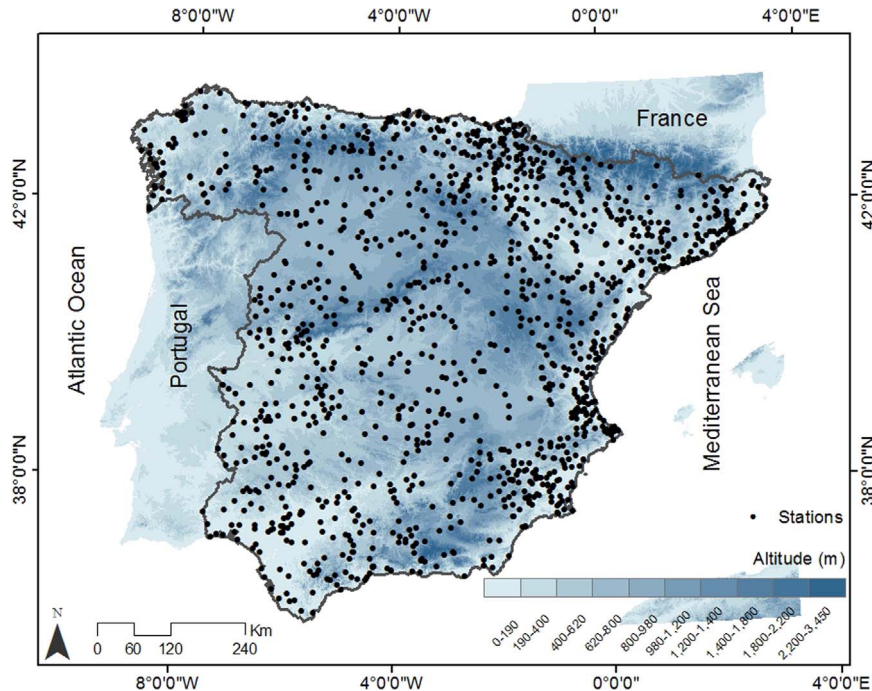 8°0'0"W 4°0'0"W 0°0'0" 4°0'0"E
France
42°0'0"N
42°0'0"N
Atlantic Ocean
Portugal
Mediterranean Sea
38°0'0"N
38°0'0"N
Stations
Altitude (m)
0-190
190-400
400-620
620-800
800-980
980-1,200
1,200-1,400
1,400-1,800
1,800-2,200
2,200-3,450
N
Km
0 60 120 240
8°0'0"W 4°0'0"W 0°0'0" 4°0'0"E